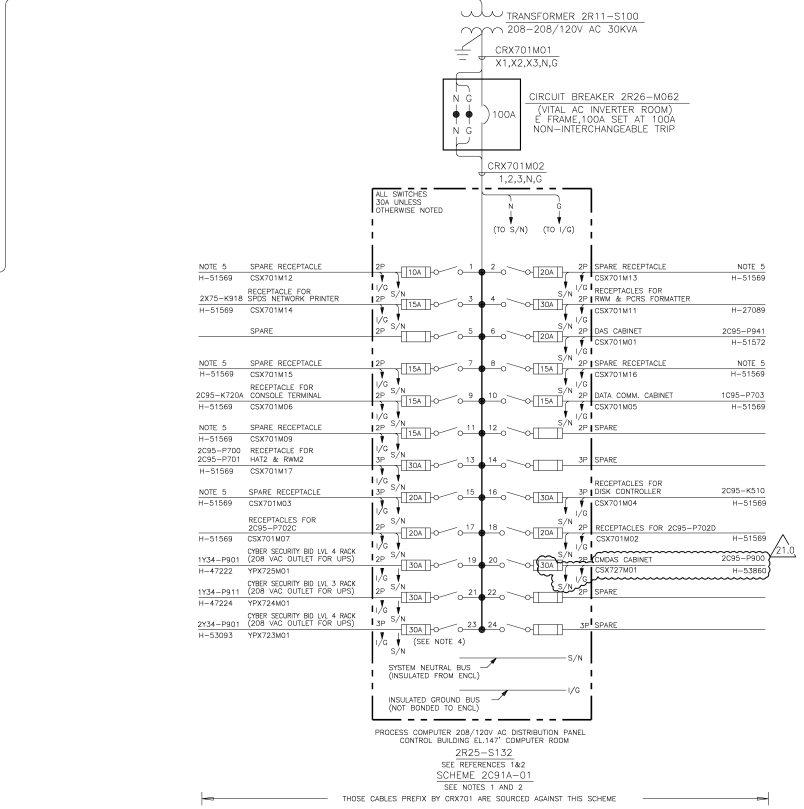 TRANSFORMER 2R11-S100
208-208/120V AC 30KVA
CRX701M01
X1,X2,X3,N,G
N G
100A
N G
CIRCUIT BREAKER 2R26-M062
(VITAL AC INVERTER ROOM)
E FRAME,100A SET AT 100A
NON-INTERCHANGEABLE TRIP
CRX701M02
1,2,3,N,G
ALL SWITCHES
30A UNLESS
OTHERWISE NOTED
N G
(TO S/N) (TO I/G)
NOTE 5 SPARE RECEPTACLE 2P 10A 1 2 20A 2P SPARE RECEPTACLE NOTE 5
H-51569 CSX701M12 I/G S/N S/N I/G CSX701M13 H-51569
RECEPTACLE FOR RECEPTACLES FOR
2X75-K918 SPDS NETWORK PRINTER 2P 15A 3 4 30A 2P RWM & PCRS FORMATTER
H-51569 CSX701M14 I/G S/N S/N I/G CSX701M11 H-27089
SPARE 2P 5 6 20A 2P DAS CABINET 2C95-P941
S/N I/G CSX701M01 H-51572
NOTE 5 SPARE RECEPTACLE 2P 15A 7 8 15A 2P SPARE RECEPTACLE NOTE 5
H-51569 CSX701M15 I/G S/N S/N I/G CSX701M16 H-51569
RECEPTACLE FOR
2C95-K720A CONSOLE TERMINAL 2P 15A 9 10 15A 2P DATA COMM. CABINET 1C95-P703
H-51569 CSX701M06 I/G S/N S/N I/G CSX701M05 H-51569
NOTE 5 SPARE RECEPTACLE 2P 15A 11 12 2P SPARE
H-51569 CSX701M09 I/G S/N
2C95-P700 RECEPTACLE FOR
2C95-P701 HAT2 & RWM2 3P 30A 13 14 3P SPARE
H-51569 CSX701M17 I/G S/N
RECEPTACLES FOR
NOTE 5 SPARE RECEPTACLE 3P 20A 15 16 30A 3P DISK CONTROLLER 2C95-K510
H-51569 CSX701M03 I/G S/N S/N I/G CSX701M04 H-51569
RECEPTACLES FOR
2C95-P702C 2P 20A 17 18 20A 2P RECEPTACLES FOR 2C95-P702D
H-51569 CSX701M07 I/G S/N S/N I/G CSX701M02 H-51569
21.0
CYBER SECURITY BID LVL 4 RACK
1Y34-P901 (208 VAC OUTLET FOR UPS) 2P 30A 19 20 30A 2P CMDAS CABINET 2C95-P900
H-47222 YPX725M01 I/G S/N S/N I/G CSX727M01 H-53860
CYBER SECURITY BID LVL 3 RACK
1Y34-P911 (208 VAC OUTLET FOR UPS) 2P 30A 21 22 2P SPARE
H-47224 YPX724M01 I/G S/N
CYBER SECURITY BID LVL 4 RACK
2Y34-P901 (208 VAC OUTLET FOR UPS) 3P 30A 23 24 3P SPARE
H-53093 YPX723M01 I/G S/N (SEE NOTE 4)
SYSTEM NEUTRAL BUS S/N
(INSULATED FROM ENCL)
INSULATED GROUND BUS I/G
(NOT BONDED TO ENCL)
PROCESS COMPUTER 208/120V AC DISTRIBUTION PANEL
CONTROL BUILDING EL.147' COMPUTER ROOM
2R25-S132
SEE REFERENCES 1&2
SCHEME 2C91A-01
SEE NOTES 1 AND 2
THOSE CABLES PREFIX BY CRX701 ARE SOURCED AGAINST THIS SCHEME